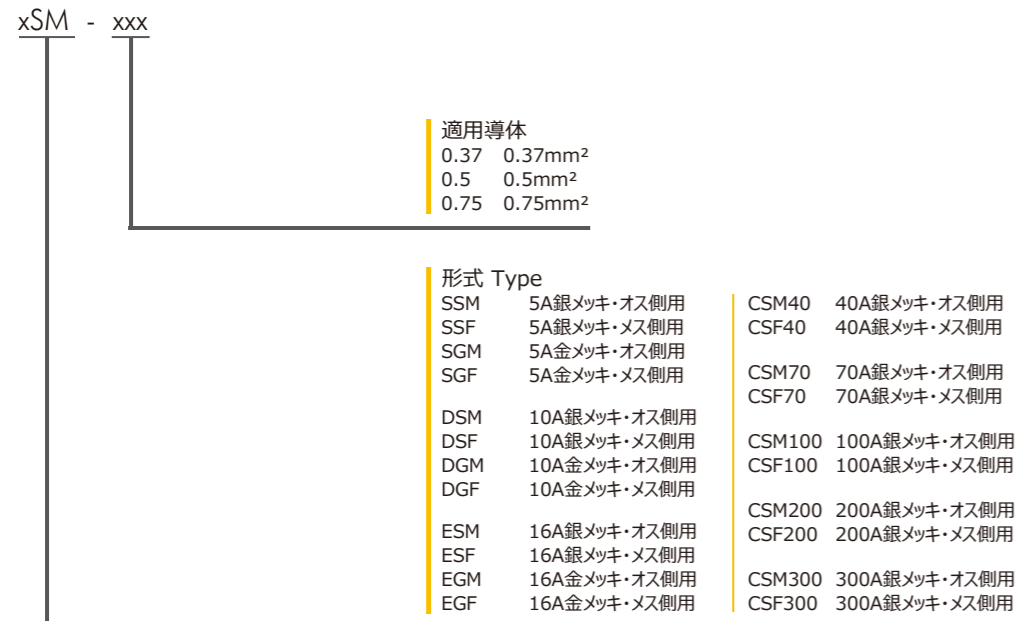 xSM - xxx
適用導体
0.37 0.37mm²
0.5 0.5mm²
0.75 0.75mm²
形式 Type
SSM 5A銀メッキ・オス側用
SSF 5A銀メッキ・メス側用
SGM 5A金メッキ・オス側用
SGF 5A金メッキ・メス側用
DSM 10A銀メッキ・オス側用
DSF 10A銀メッキ・メス側用
DGM 10A金メッキ・オス側用
DGF 10A金メッキ・メス側用
ESM 16A銀メッキ・オス側用
ESF 16A銀メッキ・メス側用
EGM 16A金メッキ・オス側用
EGF 16A金メッキ・メス側用
CSM40 40A銀メッキ・オス側用
CSF40 40A銀メッキ・メス側用
CSM70 70A銀メッキ・オス側用
CSF70 70A銀メッキ・メス側用
CSM100 100A銀メッキ・オス側用
CSF100 100A銀メッキ・メス側用
CSM200 200A銀メッキ・オス側用
CSF200 200A銀メッキ・メス側用
CSM300 300A銀メッキ・オス側用
CSF300 300A銀メッキ・メス側用